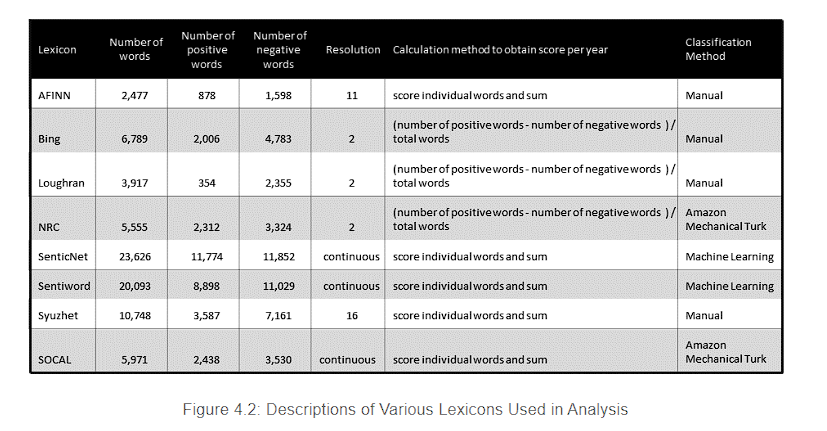 Lexicon Number of words Number of positive words Number of negative words Resolution Calculation method to obtain score per year Classification Method
AFINN 2,477 878 1,598 11 score individual words and sum Manual
Bing 6,789 2,006 4,783 2 (number of positive words - number of negative words ) / total words Manual
Loughran 3,917 354 2,355 2 (number of positive words - number of negative words ) / total words Manual
NRC 5,555 2,312 3,324 2 (number of positive words - number of negative words ) / total words Amazon Mechanical Turk
SenticNet 23,626 11,774 11,852 continuous score individual words and sum Machine Learning
Sentiword 20,093 8,898 11,029 continuous score individual words and sum Machine Learning
Syuzhet 10,748 3,587 7,161 16 score individual words and sum Manual
SOCAL 5,971 2,438 3,530 continuous score individual words and sum Amazon Mechanical Turk
Figure 4.2: Descriptions of Various Lexicons Used in Analysis